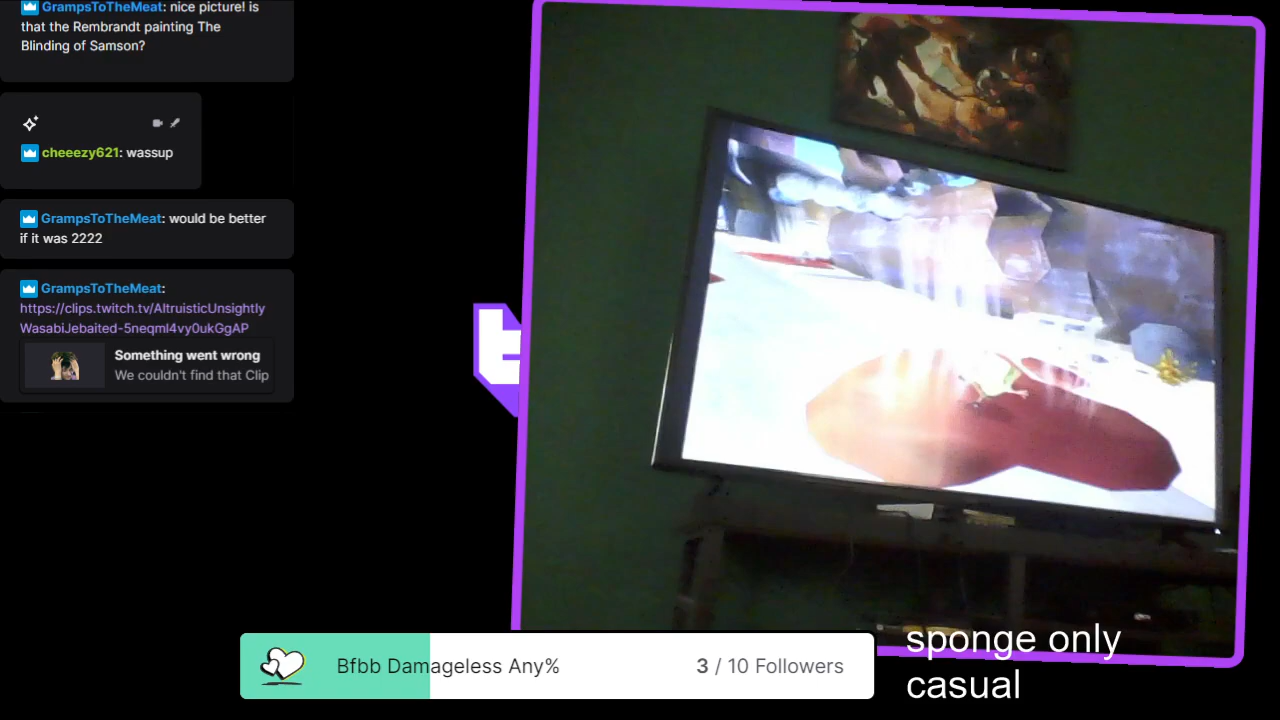 GrampsToTheMeat: nice picture! is
that the Rembrandt painting The
Blinding of Samson?
cheeezy621: wassup
GrampsToTheMeat: would be better
if it was 2222
GrampsToTheMeat:
https://clips.twitch.tv/AltruisticUnsightly
WasabiJebaited-5neqml4vy0ukGgAP
Something went wrong
We couldn't find that Clip
Bfbb Damageless Any%
3 / 10 Followers
sponge only
casual